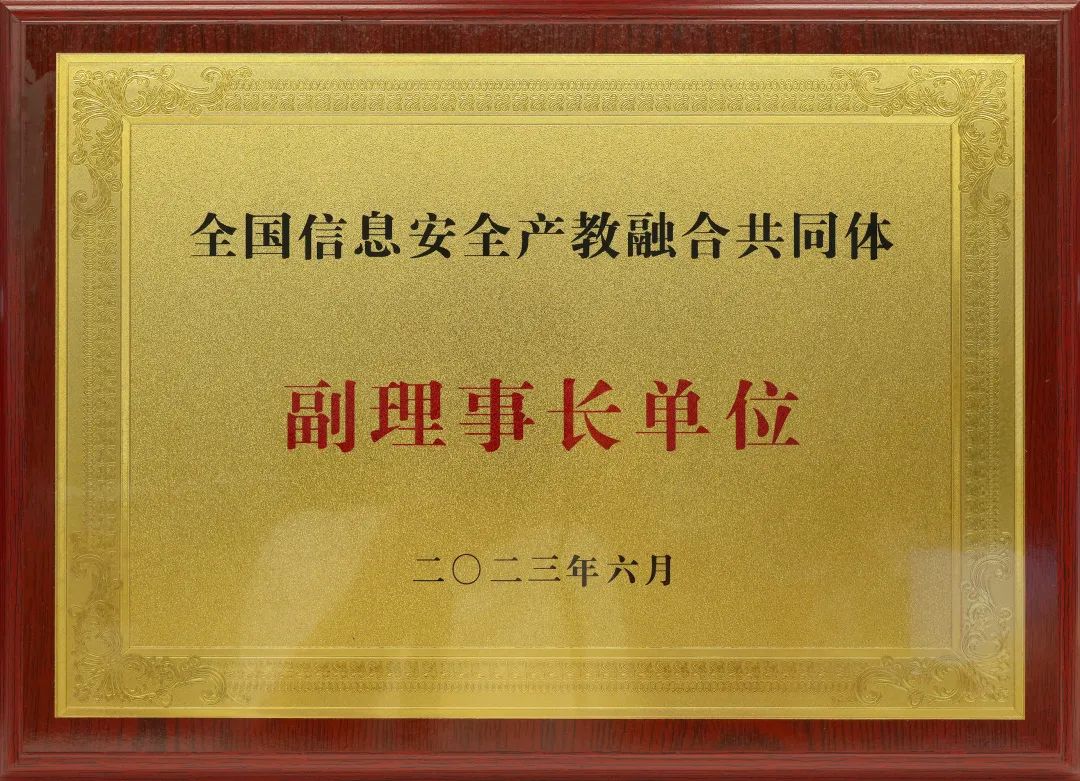 全国信息安全产教融合共同体
副理事长单位
二〇二三年六月